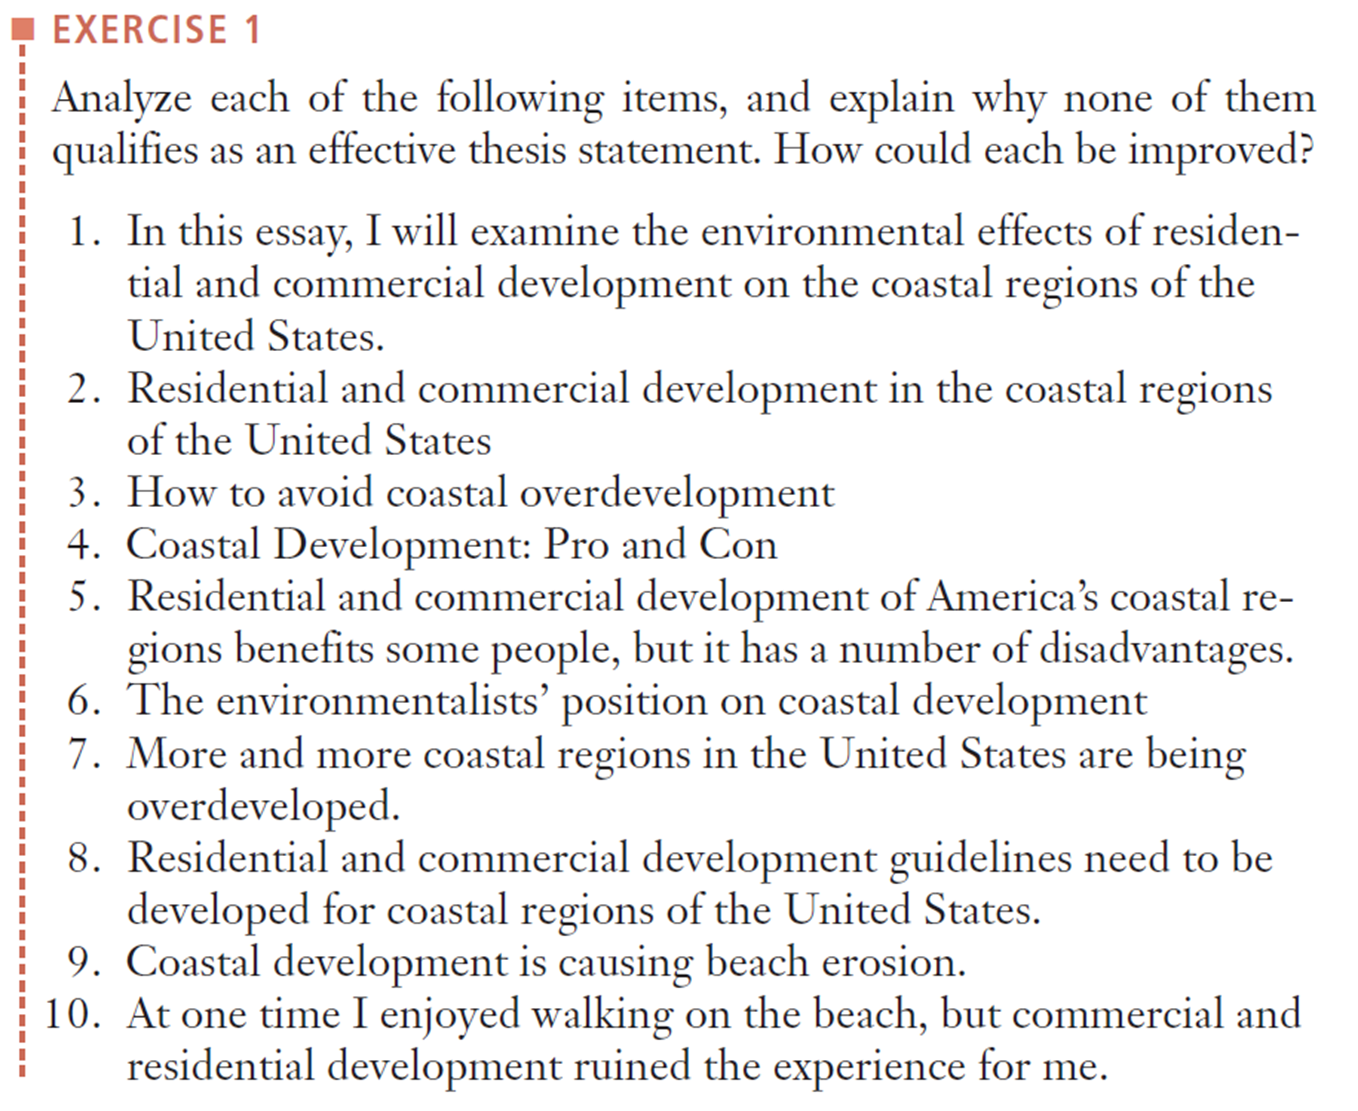 EXERCISE 1
Analyze each of the following items, and explain why none of them
qualifies as an effective thesis statement. How could each be improved?
1. In this essay, I will examine the environmental effects of residen-
tial and commercial development on the coastal regions of the
United States.
2. Residential and commercial development in the coastal regions
of the United States
3. How to avoid coastal overdevelopment
4. Coastal Development: Pro and Con
5. Residential and commercial development of America’s coastal re-
gions benefits some people, but it has a number of disadvantages.
6. The environmentalists’ position on coastal development
7. More and more coastal regions in the United States are being
overdeveloped.
8. Residential and commercial development guidelines need to be
developed for coastal regions of the United States.
9. Coastal development is causing beach erosion.
10. At one time I enjoyed walking on the beach, but commercial and
residential development ruined the experience for me.